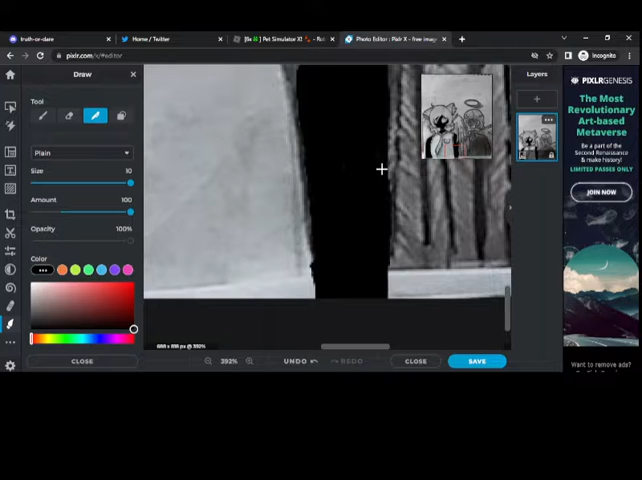 truth-or-dare
Home / Twitter
Pet Simulator X!
Photo Editor : Pixlr X - free imag
pixlr.com/x/#editor
Incognito
Draw
Tool
Plain
Size 10
Amount 100
Opacity 100%
Color
CLOSE
392%
UNDO
REDO
CLOSE
SAVE
Layers
PIXLRGENESIS
The Most
Revolutionary
Art-based
Metaverse
Be a part of the
Second Renaissance
& make history!
LIMITED PASSES ONLY
JOIN NOW
Want to remove ads?